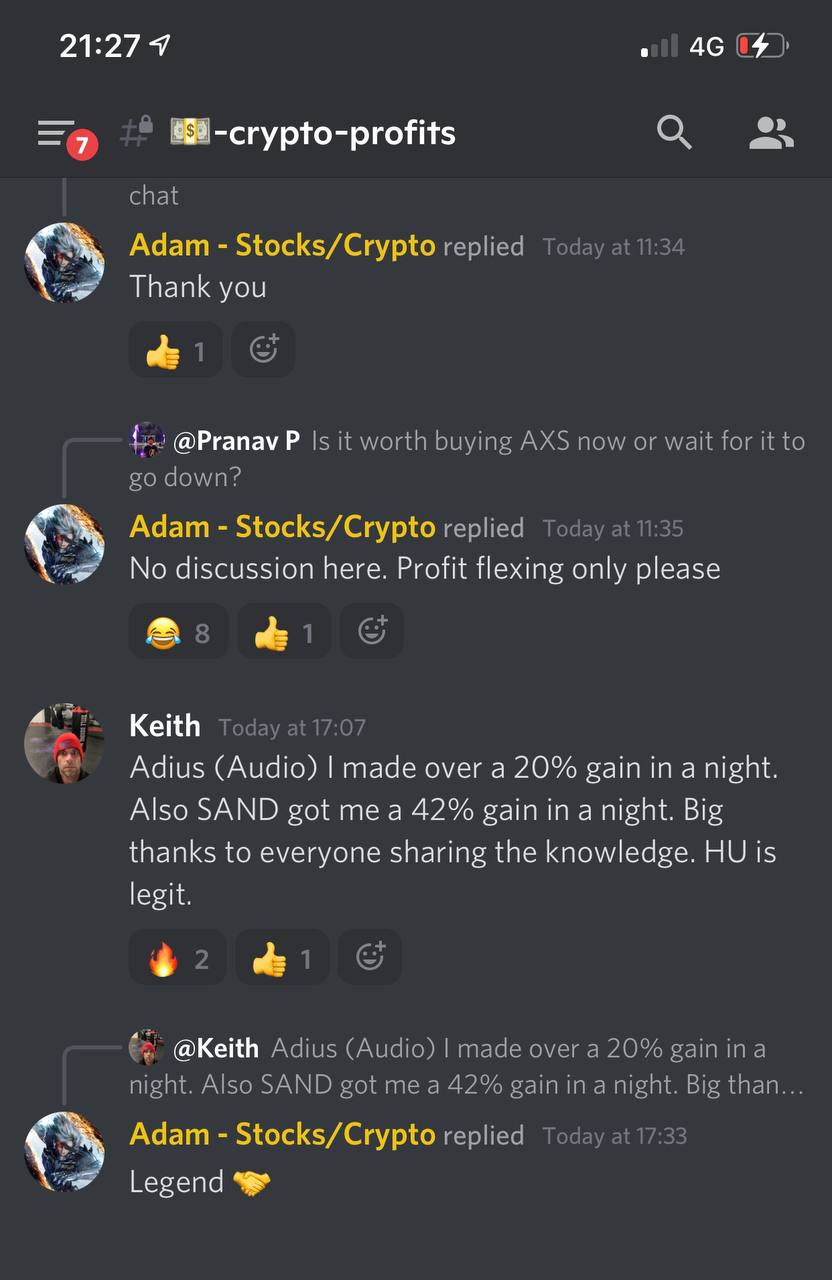 21:27
4G
7
💵-crypto-profits
chat
Adam - Stocks/Crypto replied Today at 11:34
Thank you
👍 1
@Pranav P Is it worth buying AXS now or wait for it to
go down?
Adam - Stocks/Crypto replied Today at 11:35
No discussion here. Profit flexing only please
😂 8 👍 1
Keith Today at 17:07
Adius (Audio) I made over a 20% gain in a night.
Also SAND got me a 42% gain in a night. Big
thanks to everyone sharing the knowledge. HU is
legit.
🔥 2 👍 1
@Keith Adius (Audio) I made over a 20% gain in a
night. Also SAND got me a 42% gain in a night. Big than...
Adam - Stocks/Crypto replied Today at 17:33
Legend 🤝